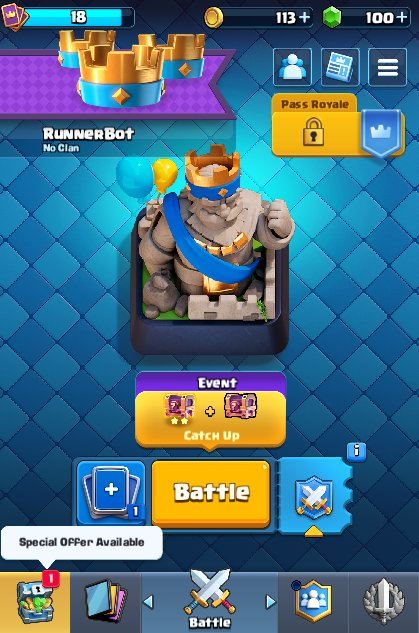 18
113 +
100 +
RunnerBot
No Clan
Pass Royale
Event
+
Catch Up
+
1
Battle
i
Special Offer Available
1
Battle